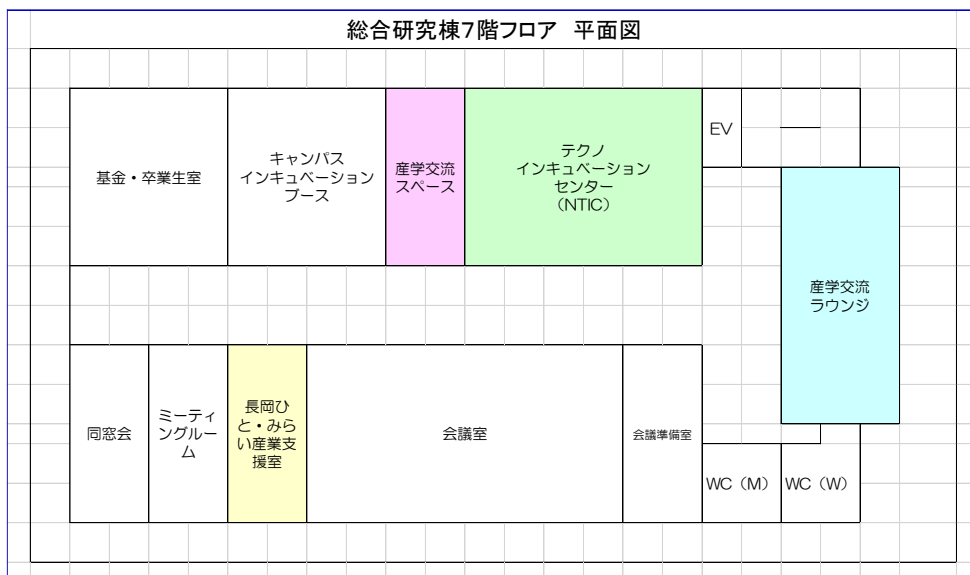 総合研究棟7階フロア 平面図
基金・卒業生室
キャンパス
インキュベーション
ブース
産学交流
スペース
テクノ
インキュベーション
センター
(NTIC)
EV
産学交流
ラウンジ
同窓会
ミーティ
ングルー
ム
長岡ひ
と・みら
い産業支
援室
会議室
会議準備室
WC(M)
WC(W)